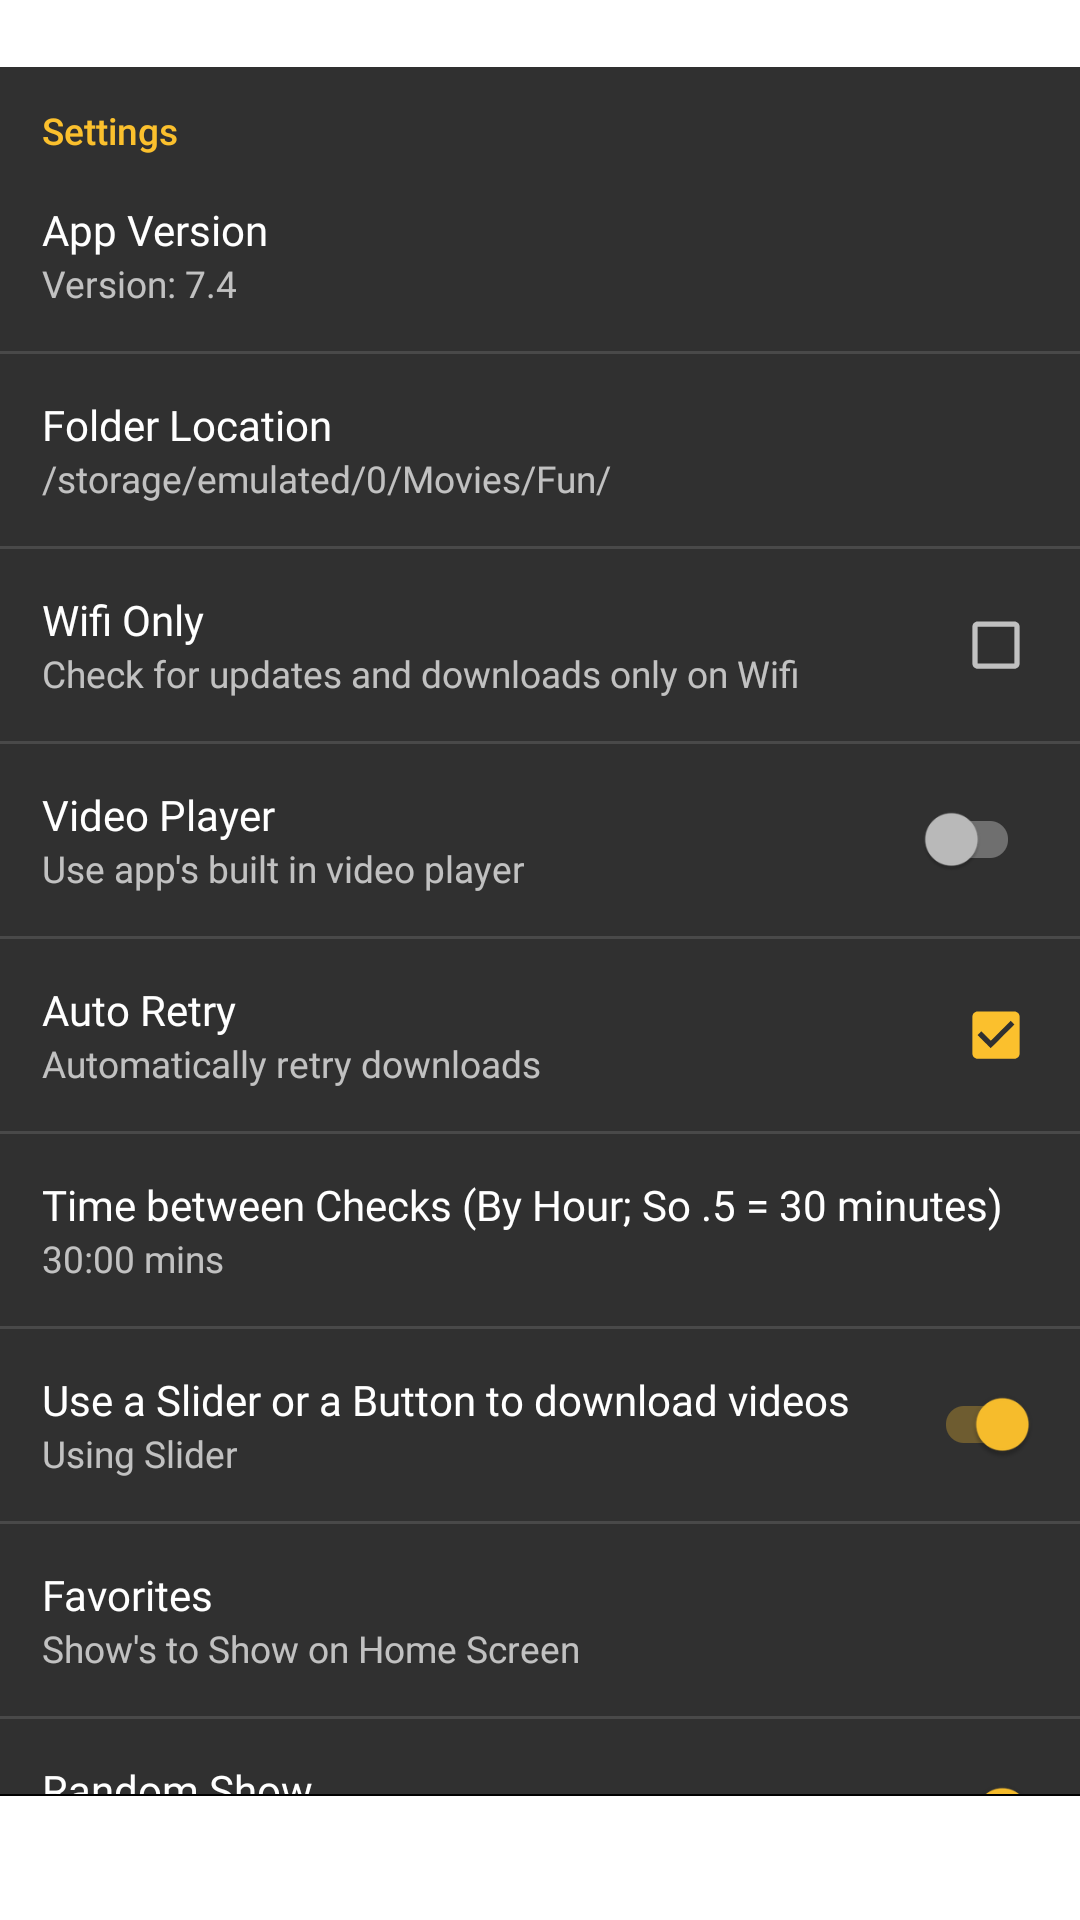 Settings
App Version
Version: 7.4
Folder Location
/storage/emulated/0/Movies/Fun/
Wifi Only
Check for updates and downloads only on Wifi
Video Player
Use app's built in video player
Auto Retry
Automatically retry downloads
Time between Checks (By Hour; So .5 = 30 minutes)
30:00 mins
Use a Slider or a Button to download videos
Using Slider
Favorites
Show's to Show on Home Screen
Random Show